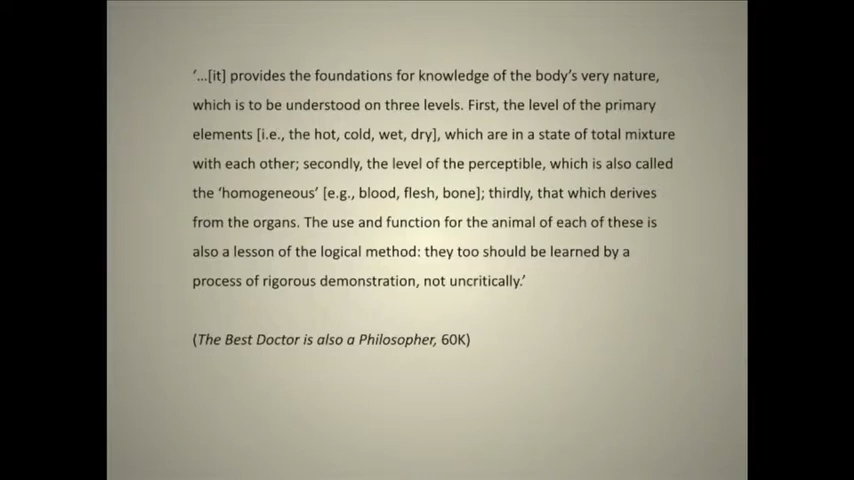 ‘...[it] provides the foundations for knowledge of the body’s very nature,
which is to be understood on three levels. First, the level of the primary
elements [i.e., the hot, cold, wet, dry], which are in a state of total mixture
with each other; secondly, the level of the perceptible, which is also called
the ‘homogeneous’ [e.g., blood, flesh, bone]; thirdly, that which derives
from the organs. The use and function for the animal of each of these is
also a lesson of the logical method: they too should be learned by a
process of rigorous demonstration, not uncritically.’
(The Best Doctor is also a Philosopher, 60K)